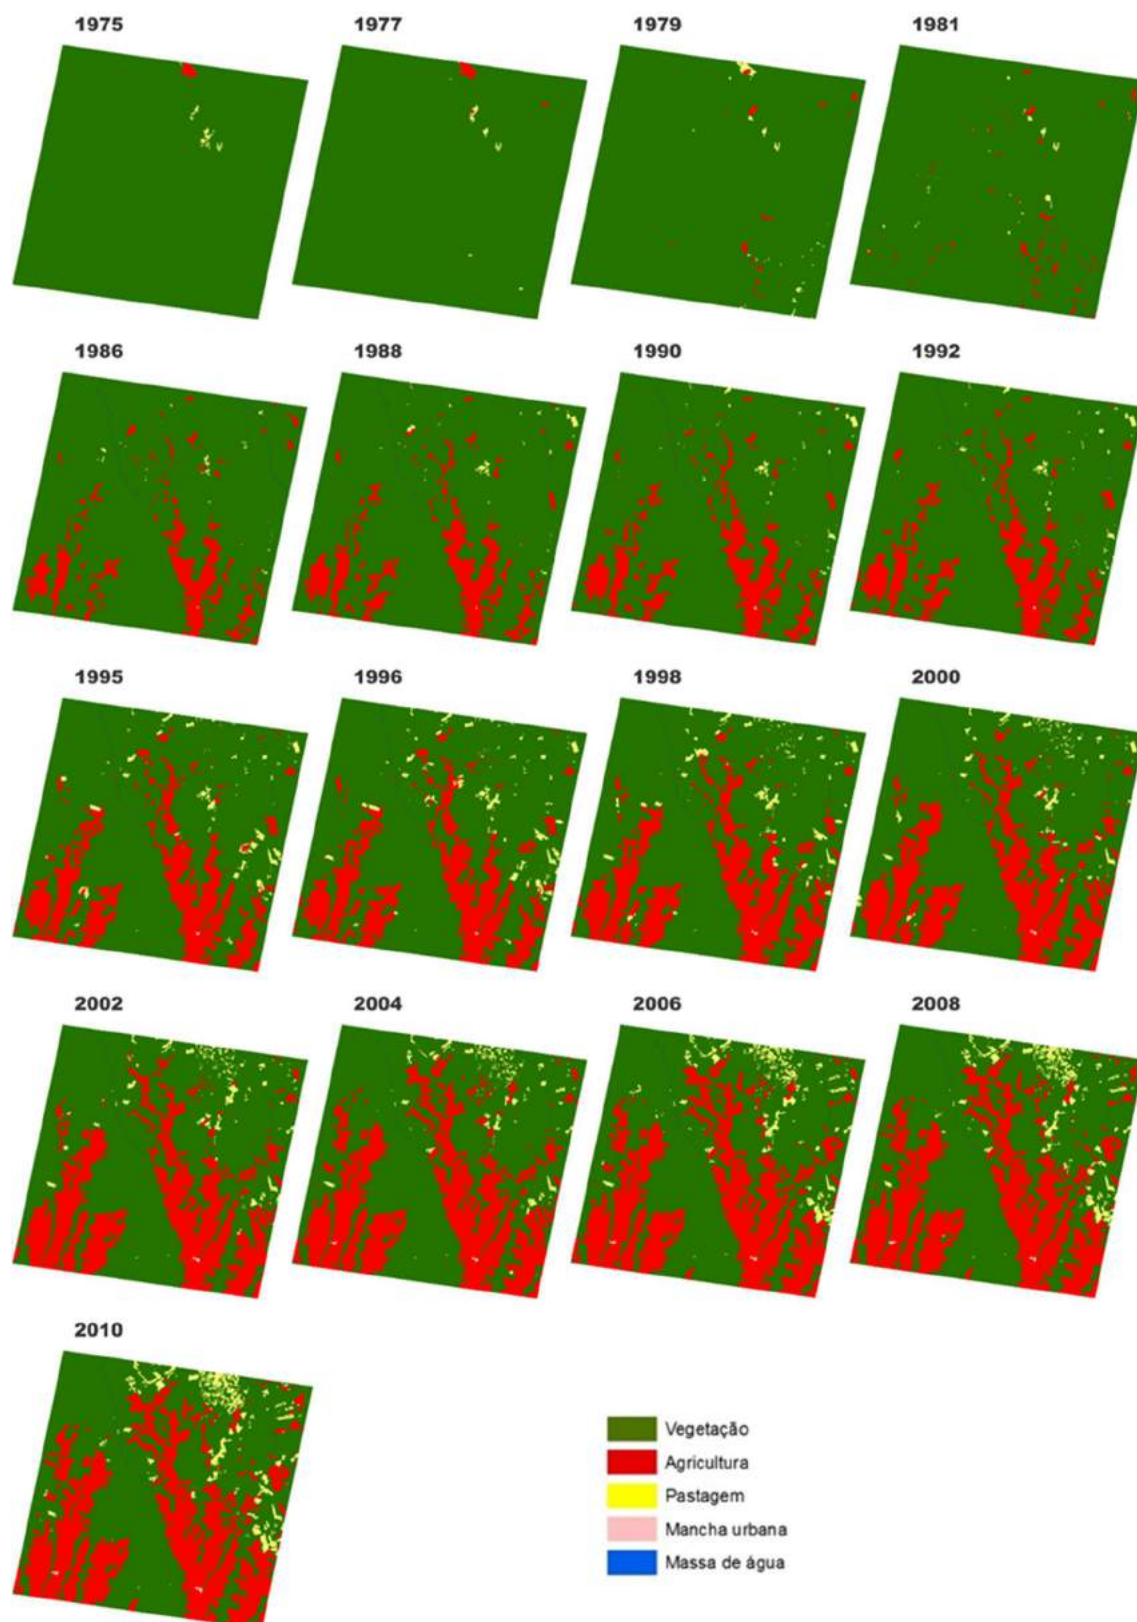 1975 1977 1979 1981
1986 1988 1990 1992
1995 1996 1998 2000
2002 2004 2006 2008
2010
Vegetação
Agricultura
Pastagem
Mancha urbana
Massa de água